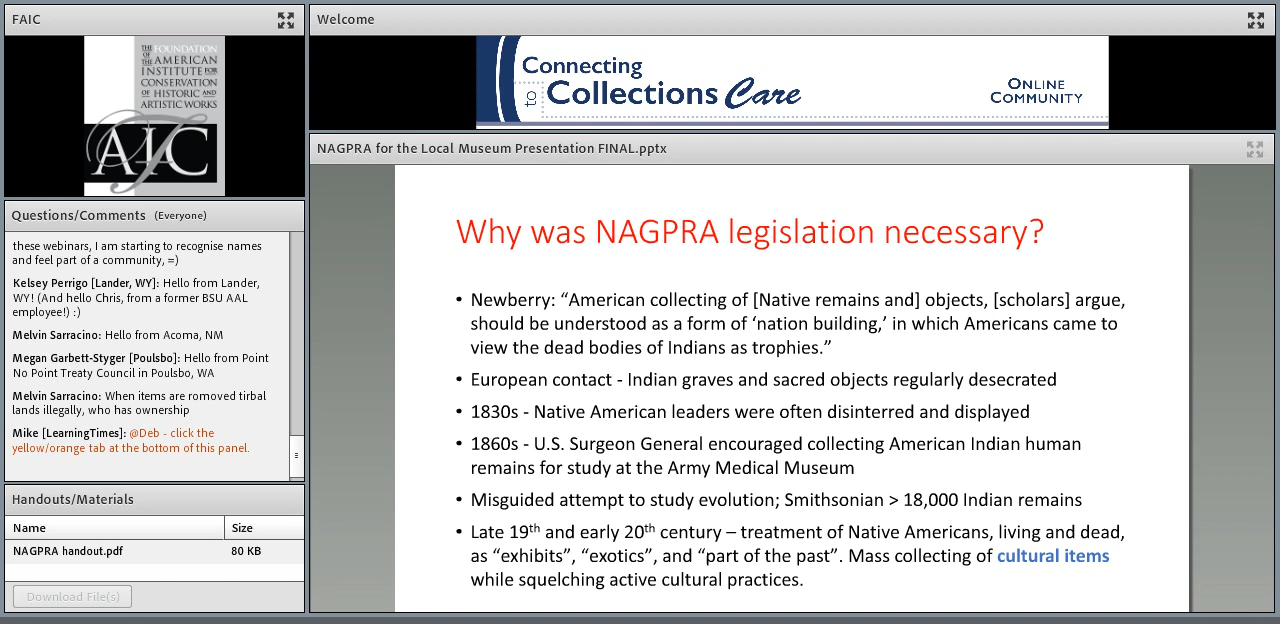 FAIC
THE FOUNDATION
OF THE AMERICAN
INSTITUTE FOR
CONSERVATION
OF HISTORIC AND
ARTISTIC WORKS
AIC
Questions/Comments (Everyone)
these webinars, I am starting to recognise names
and feel part of a community, =)
Kelsey Perrigo [Lander, WY]: Hello from Lander,
WY! (And hello Chris, from a former BSU AAL
employee!) :)
Melvin Sarracino: Hello from Acoma, NM
Megan Garbett-Styger [Poulsbo]: Hello from Point
No Point Treaty Council in Poulsbo, WA
Melvin Sarracino: When items are romoved tirbal
lands illegally, who has ownership
Mike [LearningTimes]: @Deb - click the
yellow/orange tab at the bottom of this panel.
Handouts/Materials
Name Size
NAGPRA handout.pdf 80 KB
Download File(s)
Welcome
Connecting
to Collections Care
ONLINE
COMMUNITY
NAGPRA for the Local Museum Presentation FINAL.pptx
Why was NAGPRA legislation necessary?
• Newberry: “American collecting of [Native remains and] objects, [scholars] argue,
should be understood as a form of ‘nation building,’ in which Americans came to
view the dead bodies of Indians as trophies.”
• European contact - Indian graves and sacred objects regularly desecrated
• 1830s - Native American leaders were often disinterred and displayed
• 1860s - U.S. Surgeon General encouraged collecting American Indian human
remains for study at the Army Medical Museum
• Misguided attempt to study evolution; Smithsonian > 18,000 Indian remains
• Late 19th and early 20th century – treatment of Native Americans, living and dead,
as “exhibits”, “exotics”, and “part of the past”. Mass collecting of cultural items
while squelching active cultural practices.